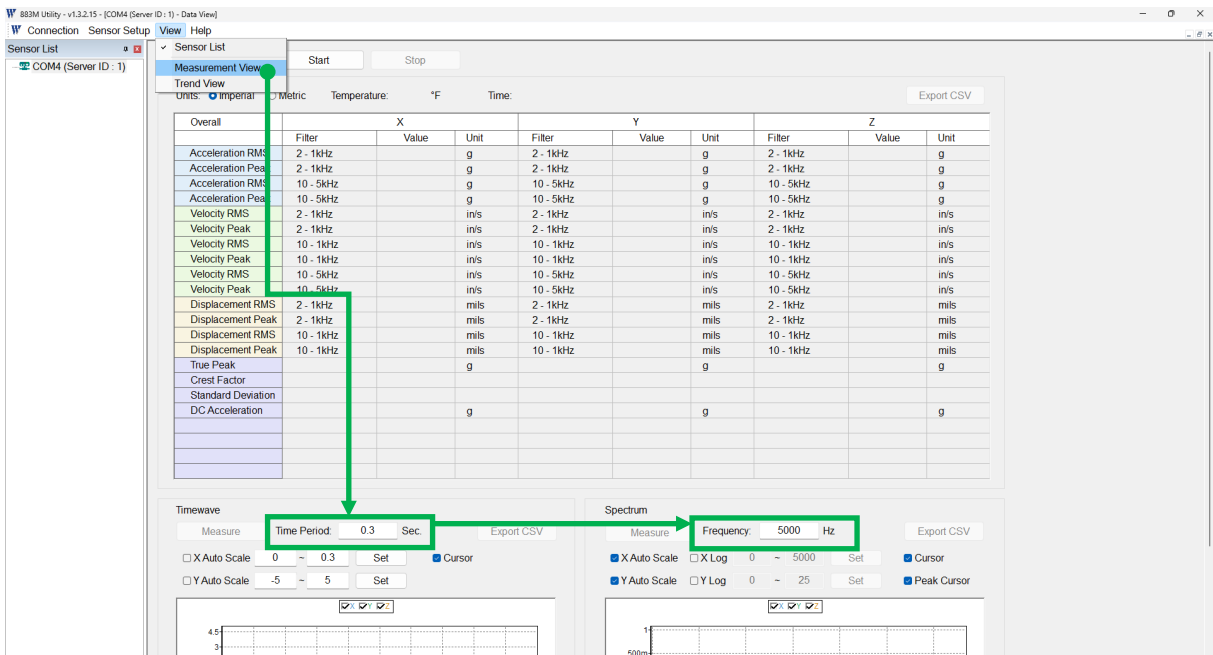 883M Utility - v1.3.2.15 - [COM4 (Server ID : 1) - Data View]
Connection Sensor Setup View Help
Sensor List
COM4 (Server ID : 1)
Sensor List
Measurement View
Trend View
Start Stop
Units: Imperial Metric Temperature: °F Time: Export CSV
Overall X Y Z
Filter Value Unit Filter Value Unit Filter Value Unit
Acceleration RMS 2 - 1kHz g 2 - 1kHz g 2 - 1kHz g
Acceleration Peak 2 - 1kHz g 2 - 1kHz g 2 - 1kHz g
Acceleration RMS 10 - 5kHz g 10 - 5kHz g 10 - 5kHz g
Acceleration Peak 10 - 5kHz g 10 - 5kHz g 10 - 5kHz g
Velocity RMS 2 - 1kHz in/s 2 - 1kHz in/s 2 - 1kHz in/s
Velocity Peak 2 - 1kHz in/s 2 - 1kHz in/s 2 - 1kHz in/s
Velocity RMS 10 - 1kHz in/s 10 - 1kHz in/s 10 - 1kHz in/s
Velocity Peak 10 - 1kHz in/s 10 - 1kHz in/s 10 - 1kHz in/s
Velocity RMS 10 - 5kHz in/s 10 - 5kHz in/s 10 - 5kHz in/s
Velocity Peak 10 - 5kHz in/s 10 - 5kHz in/s 10 - 5kHz in/s
Displacement RMS 2 - 1kHz mils 2 - 1kHz mils 2 - 1kHz mils
Displacement Peak 2 - 1kHz mils 2 - 1kHz mils 2 - 1kHz mils
Displacement RMS 10 - 1kHz mils 10 - 1kHz mils 10 - 1kHz mils
Displacement Peak 10 - 1kHz mils 10 - 1kHz mils 10 - 1kHz mils
True Peak g g g
Crest Factor
Standard Deviation
DC Acceleration g g g
Timewave
Measure Time Period: 0.3 Sec. Export CSV
X Auto Scale 0 ~ 0.3 Set Cursor
Y Auto Scale -5 ~ 5 Set
X Y Z
4.5
3
Spectrum
Measure Frequency: 5000 Hz Export CSV
X Auto Scale X Log 0 ~ 5000 Set Cursor
Y Auto Scale Y Log 0 ~ 25 Set Peak Cursor
X Y Z
1
500m